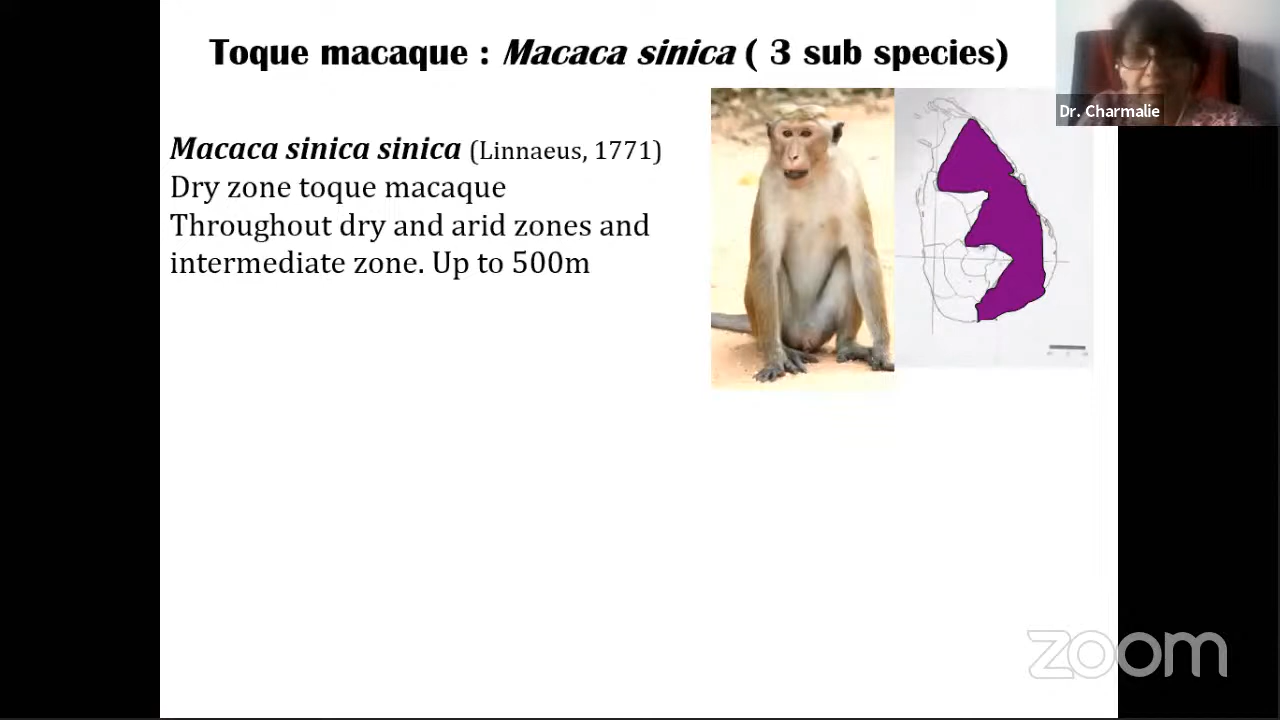 Toque macaque : Macaca sinica ( 3 sub species)
Dr. Charmalie
Macaca sinica sinica (Linnaeus, 1771)
Dry zone toque macaque
Throughout dry and arid zones and
intermediate zone. Up to 500m
zoom